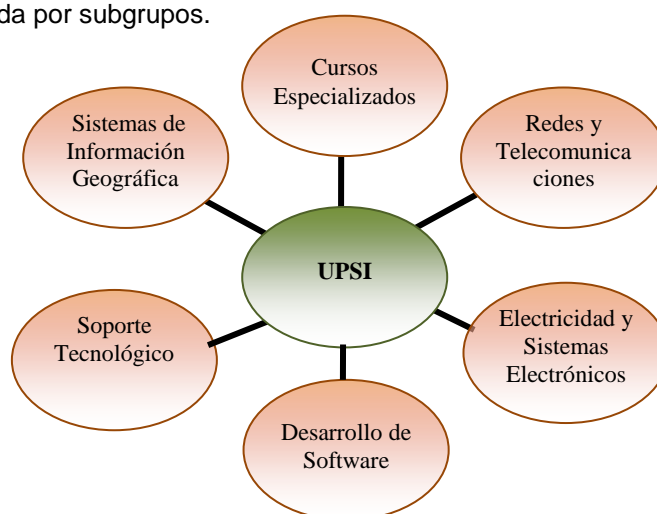 da por subgrupos.
Cursos
Especializados
Sistemas de
Información
Geográfica
Redes y
Telecomunica
ciones
UPSI
Soporte
Tecnológico
Electricidad y
Sistemas
Electrónicos
Desarrollo de
Software